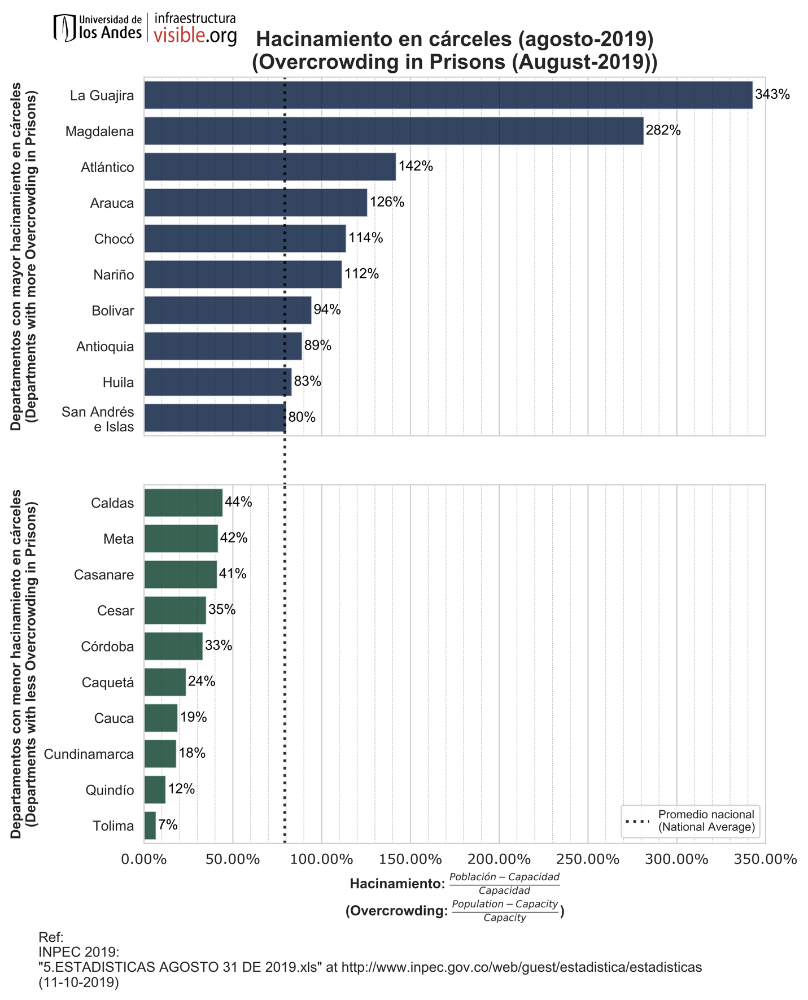 Universidad de
los Andes
infraestructura
visible.org
Hacinamiento en cárceles (agosto-2019)
(Overcrowding in Prisons (August-2019))
Departamentos con mayor hacinamiento en cárceles
(Departments with more Overcrowding in Prisons)
La Guajira 343%
Magdalena 282%
Atlántico 142%
Arauca 126%
Chocó 114%
Nariño 112%
Bolivar 94%
Antioquia 89%
Huila 83%
San Andrés
e Islas 80%
Departamentos con menor hacinamiento en cárceles
(Departments with less Overcrowding in Prisons)
Caldas 44%
Meta 42%
Casanare 41%
Cesar 35%
Córdoba 33%
Caquetá 24%
Cauca 19%
Cundinamarca 18%
Quindío 12%
Tolima 7%
Promedio nacional
(National Average)
0.00% 50.00% 100.00% 150.00% 200.00% 250.00% 300.00% 350.00%
Hacinamiento: Población − Capacidad
Capacidad
(Overcrowding: Population − Capacity
Capacity)
Ref:
INPEC 2019:
"5.ESTADISTICAS AGOSTO 31 DE 2019.xls" at http://www.inpec.gov.co/web/guest/estadistica/estadisticas
(11-10-2019)